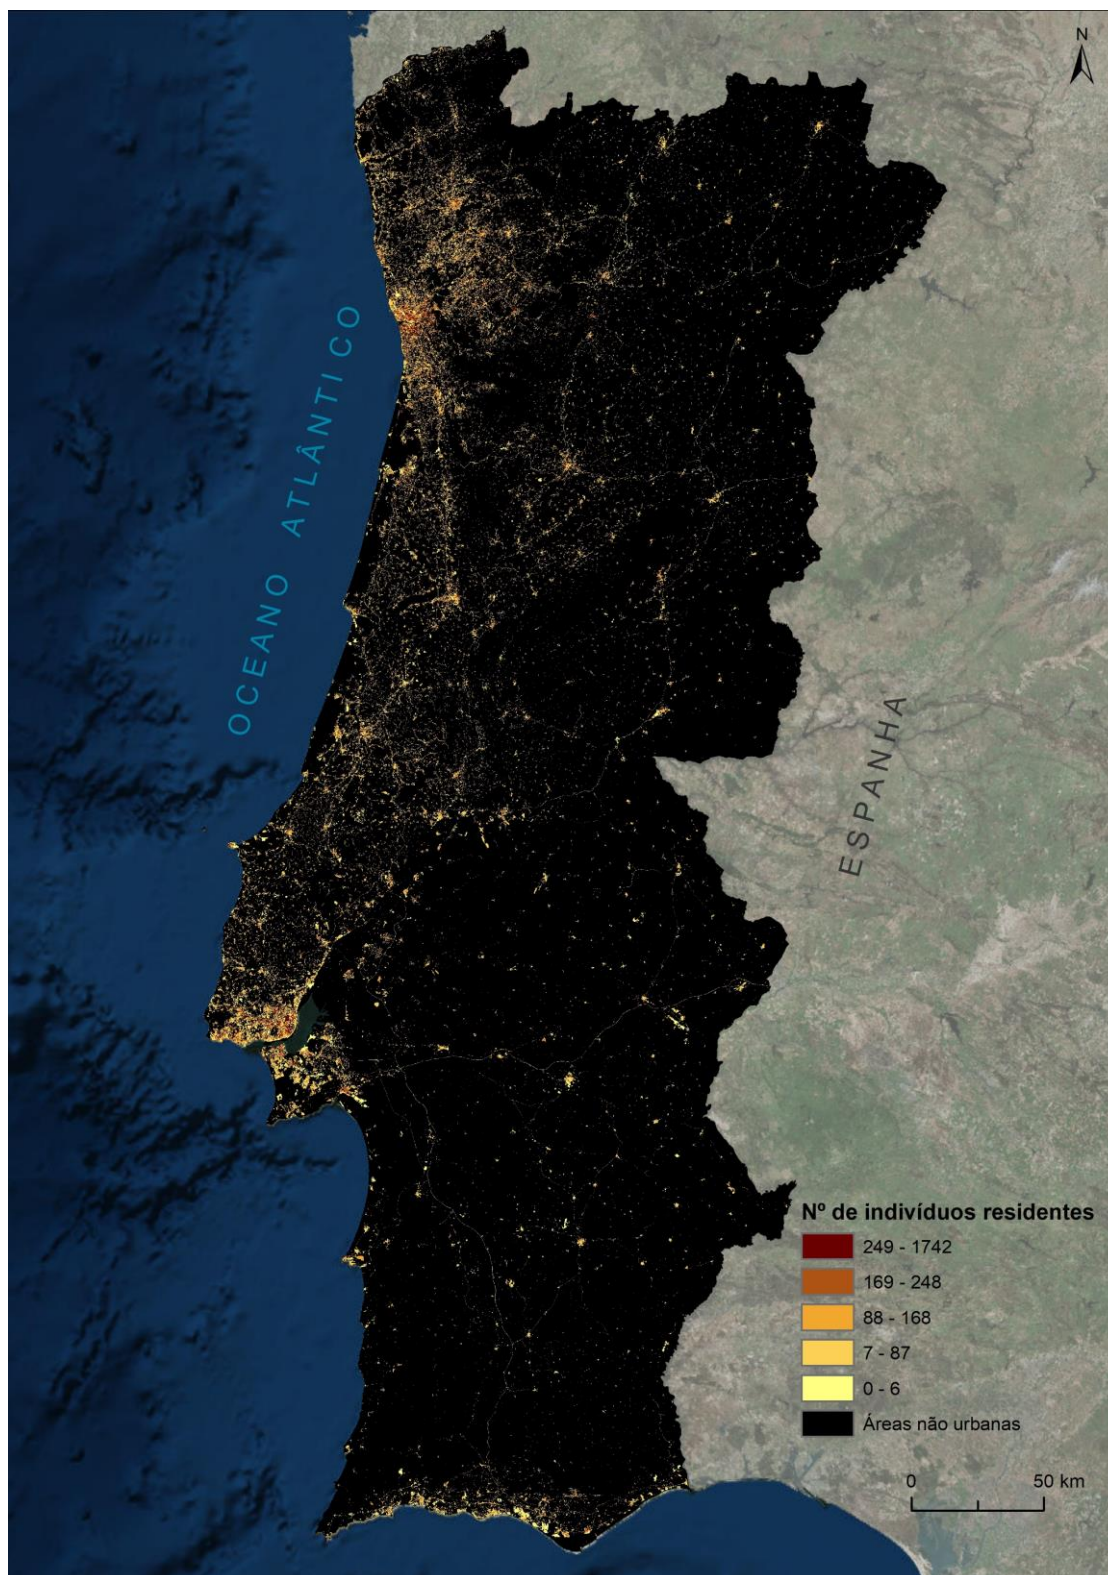 N
OCEANO ATLÂNTICO
ESPANHA
Nº de indivíduos residentes
249 - 1742
169 - 248
88 - 168
7 - 87
0 - 6
Áreas não urbanas
0 50 km